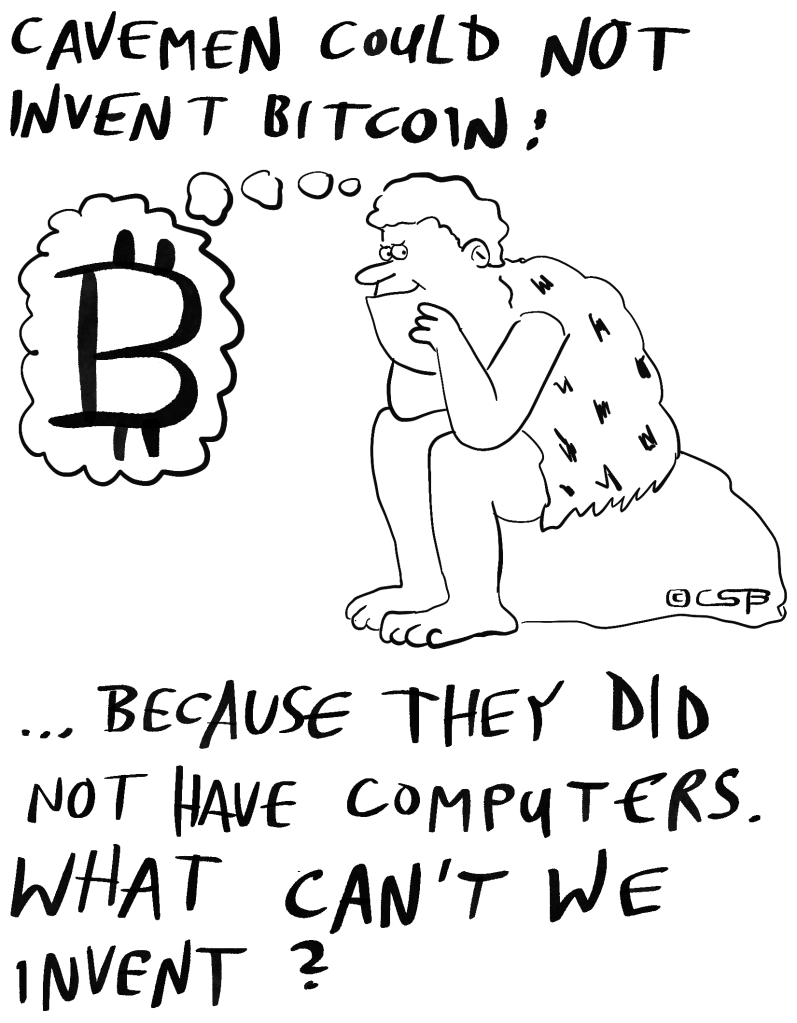 CAVEMEN COULD NOT
INVENT BITCOIN!
₿
©CSB
...BECAUSE THEY DID
NOT HAVE COMPUTERS.
WHAT CAN'T WE
INVENT?